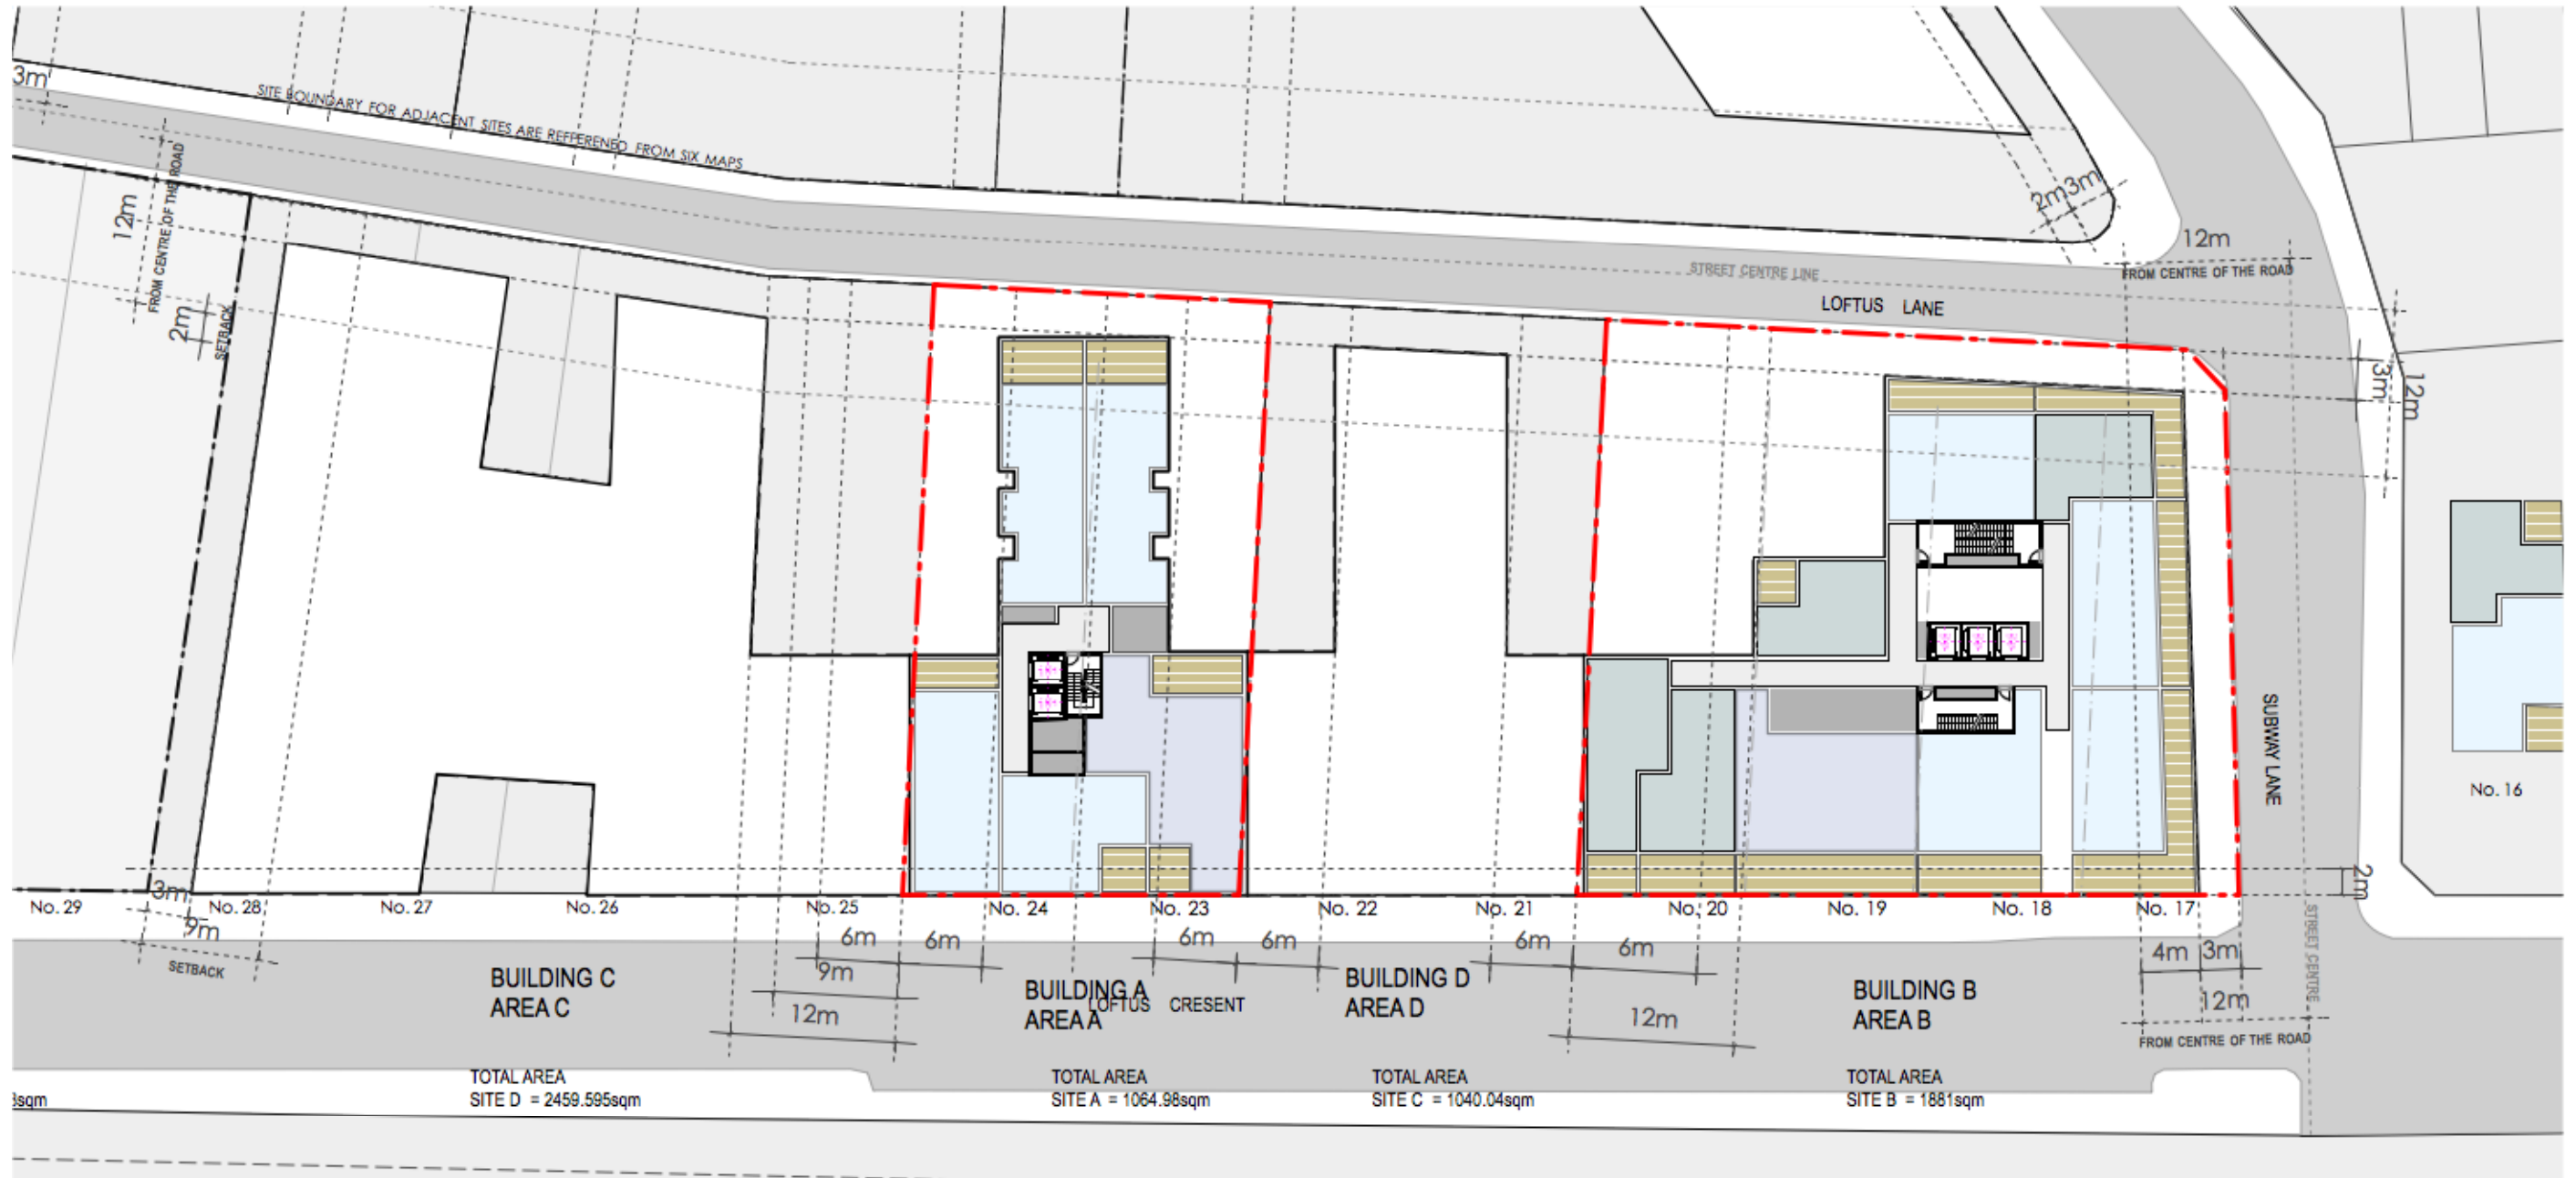 3m
SITE BOUNDARY FOR ADJACENT SITES ARE REFFERENED FROM SIX MAPS
12m
FROM CENTRE OF THE ROAD
2m
SETBACK
2m
3m
12m
FROM CENTRE OF THE ROAD
STREET CENTRE LINE
LOFTUS LANE
3m
12m
SUBWAY LANE
No. 16
2m
STREET CENTRE
3m
9m
SETBACK
No. 29
No. 28
No. 27
No. 26
No. 25
No. 24
No. 23
No. 22
No. 21
No. 20
No. 19
No. 18
No. 17
6m
6m
6m
6m
6m
6m
4m
3m
9m
12m
12m
12m
FROM CENTRE OF THE ROAD
BUILDING C
AREA C
BUILDING A
AREA A
LOFTUS CRESENT
BUILDING D
AREA D
BUILDING B
AREA B
TOTAL AREA
SITE D = 2459.595sqm
TOTAL AREA
SITE A = 1064.98sqm
TOTAL AREA
SITE C = 1040.04sqm
TOTAL AREA
SITE B = 1881sqm